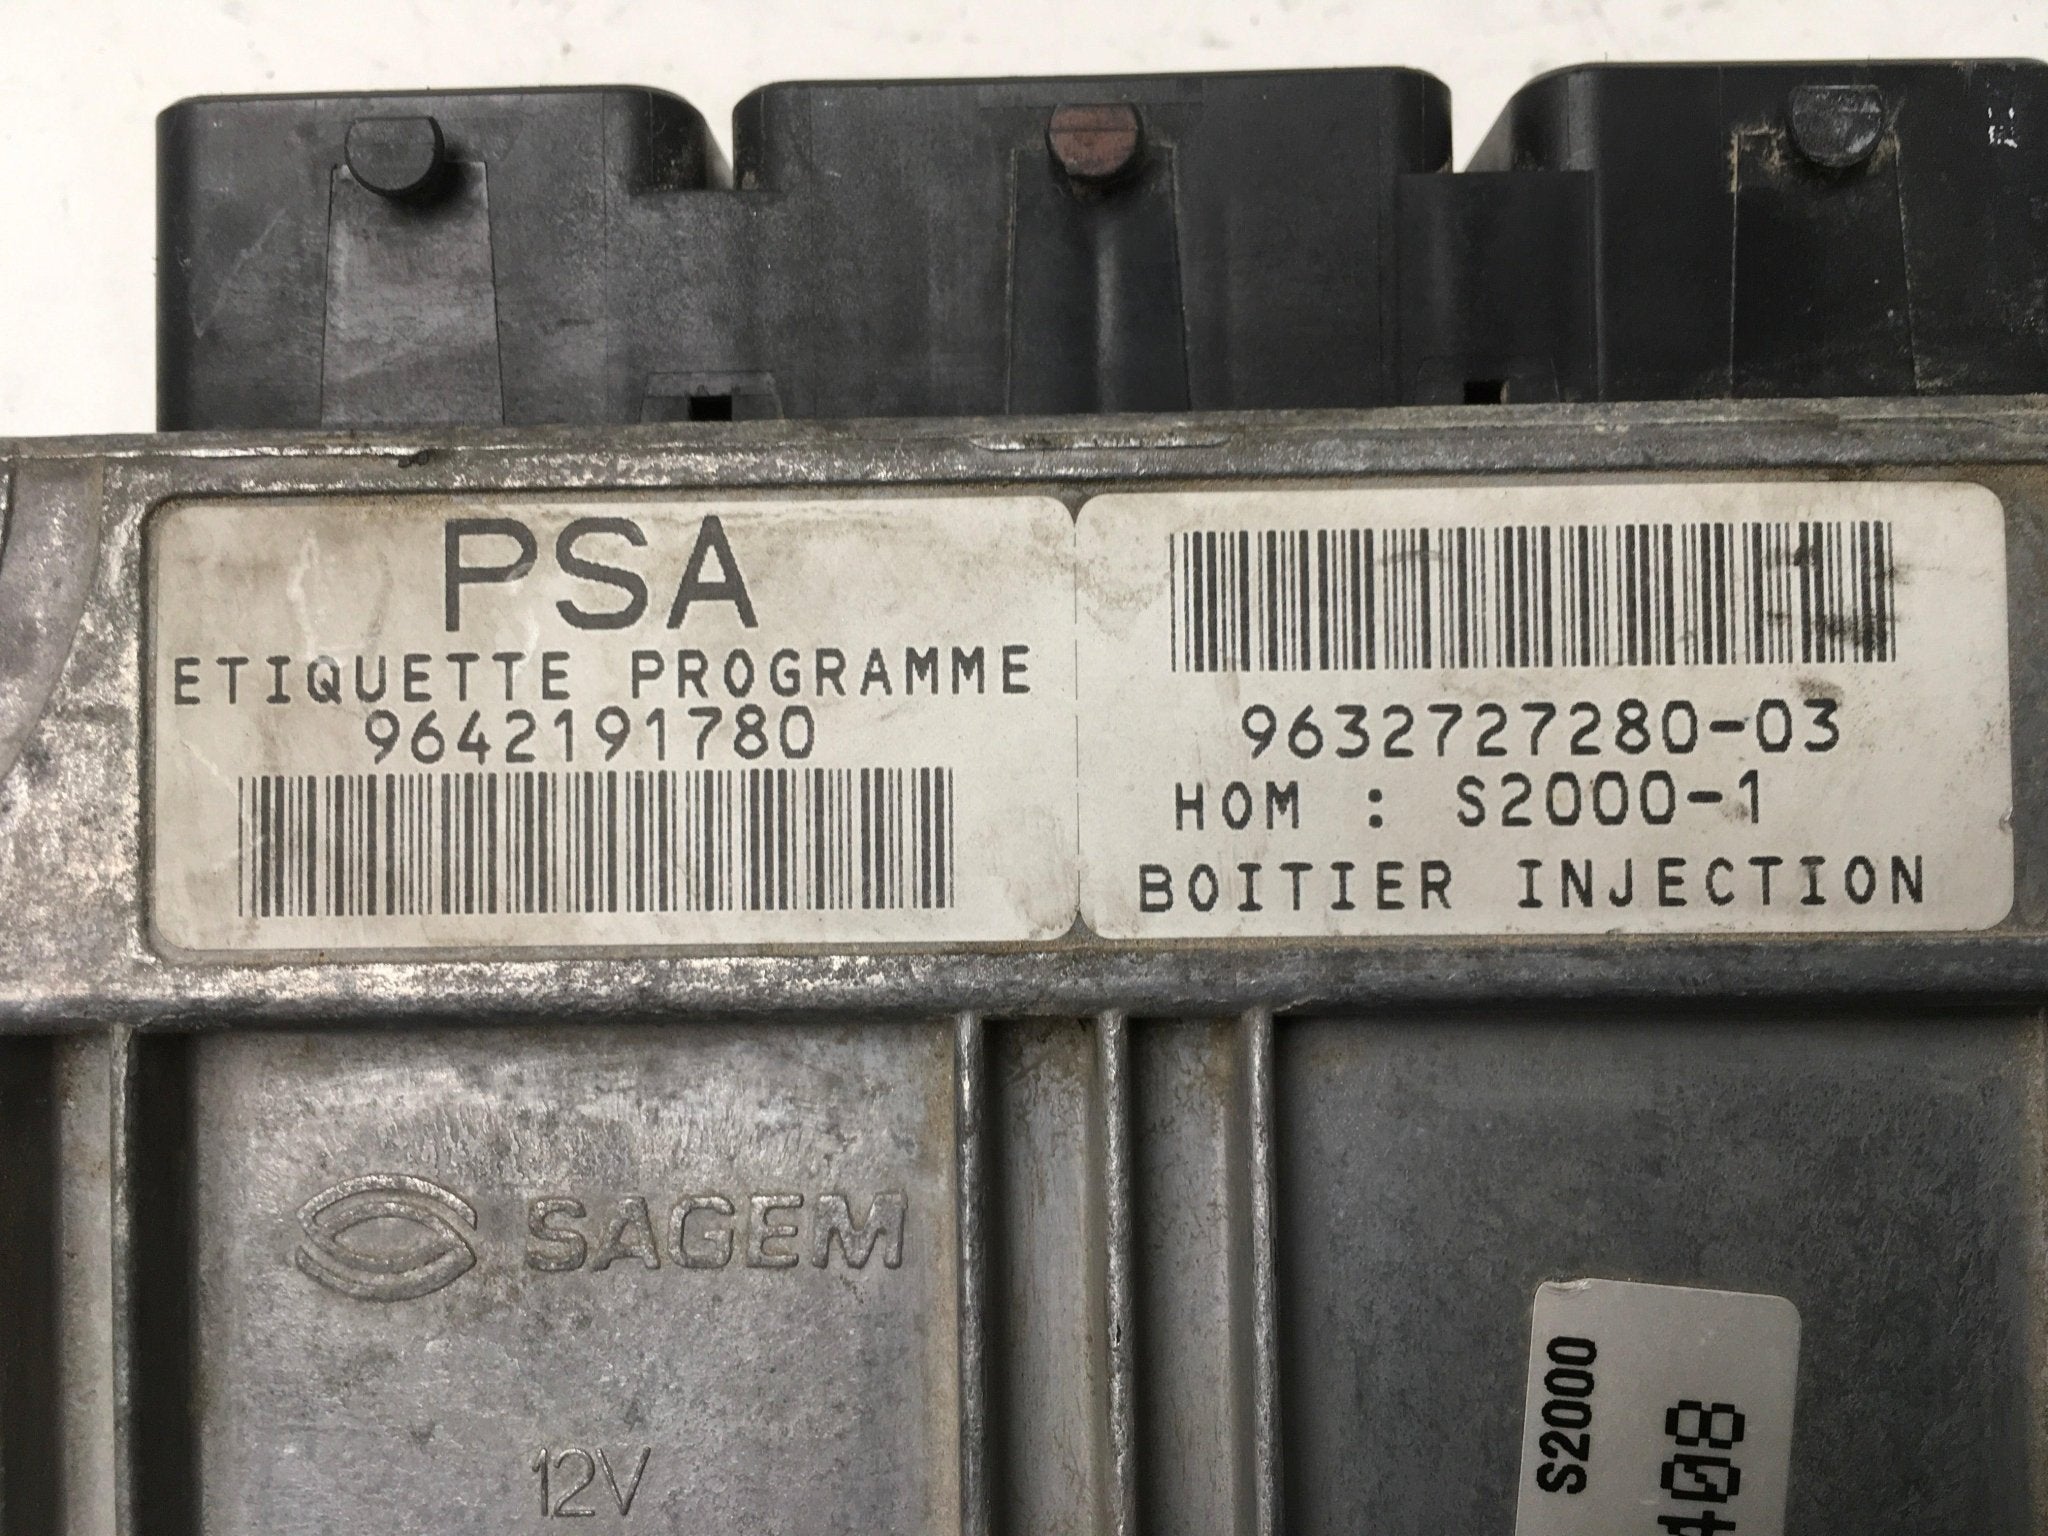 PSA
ETIQUETTE PROGRAMME
9642191780
9632727280-03
HOM : S2000-1
BOITIER INJECTION
SAGEM
12V
S2000